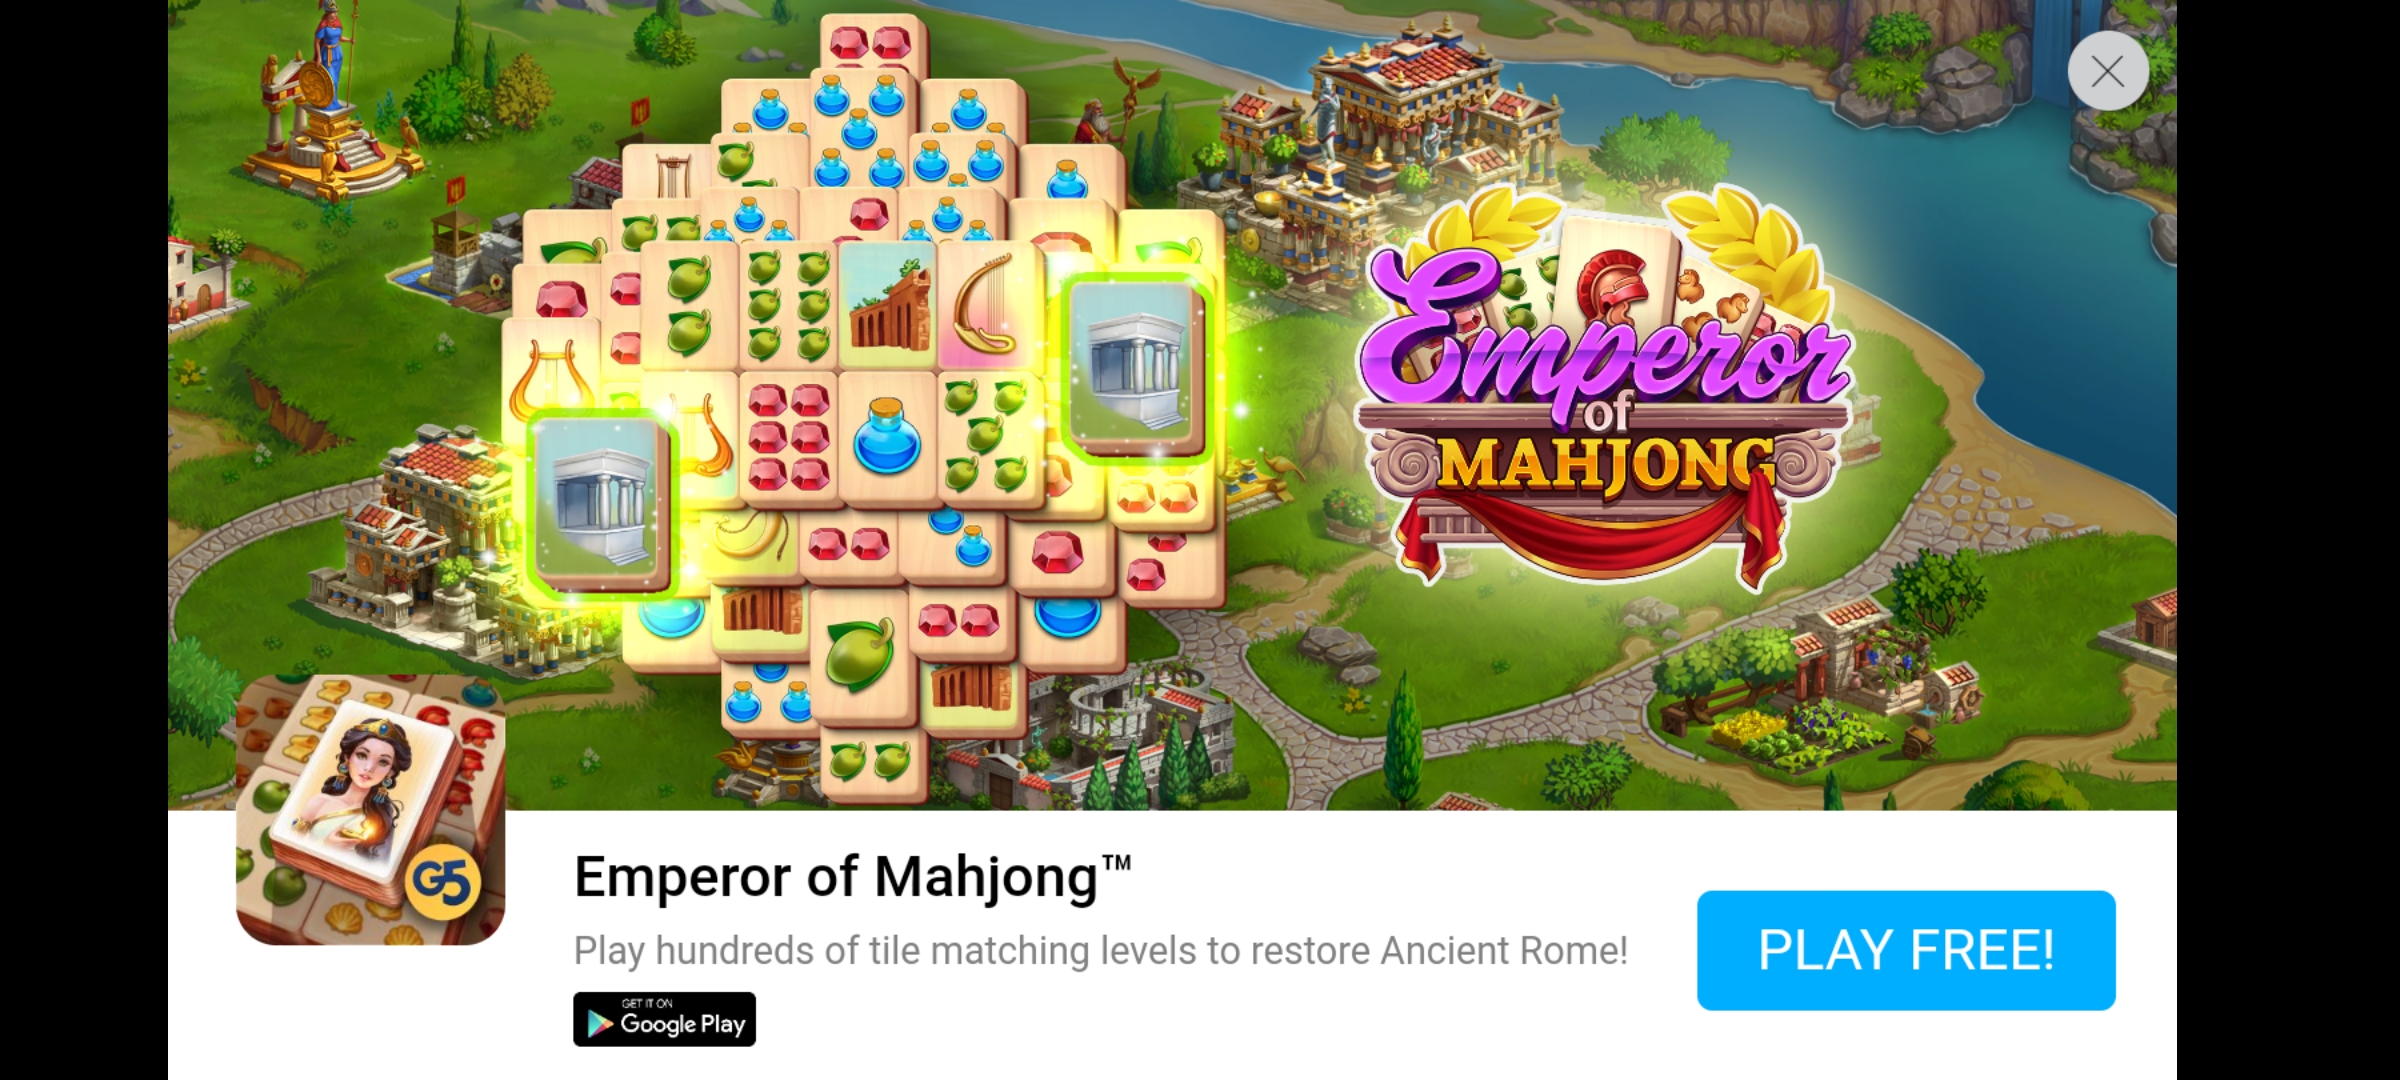 Emperor
of
MAHJONG
G5
Emperor of Mahjong™
Play hundreds of tile matching levels to restore Ancient Rome!
PLAY FREE!
GET IT ON
Google Play